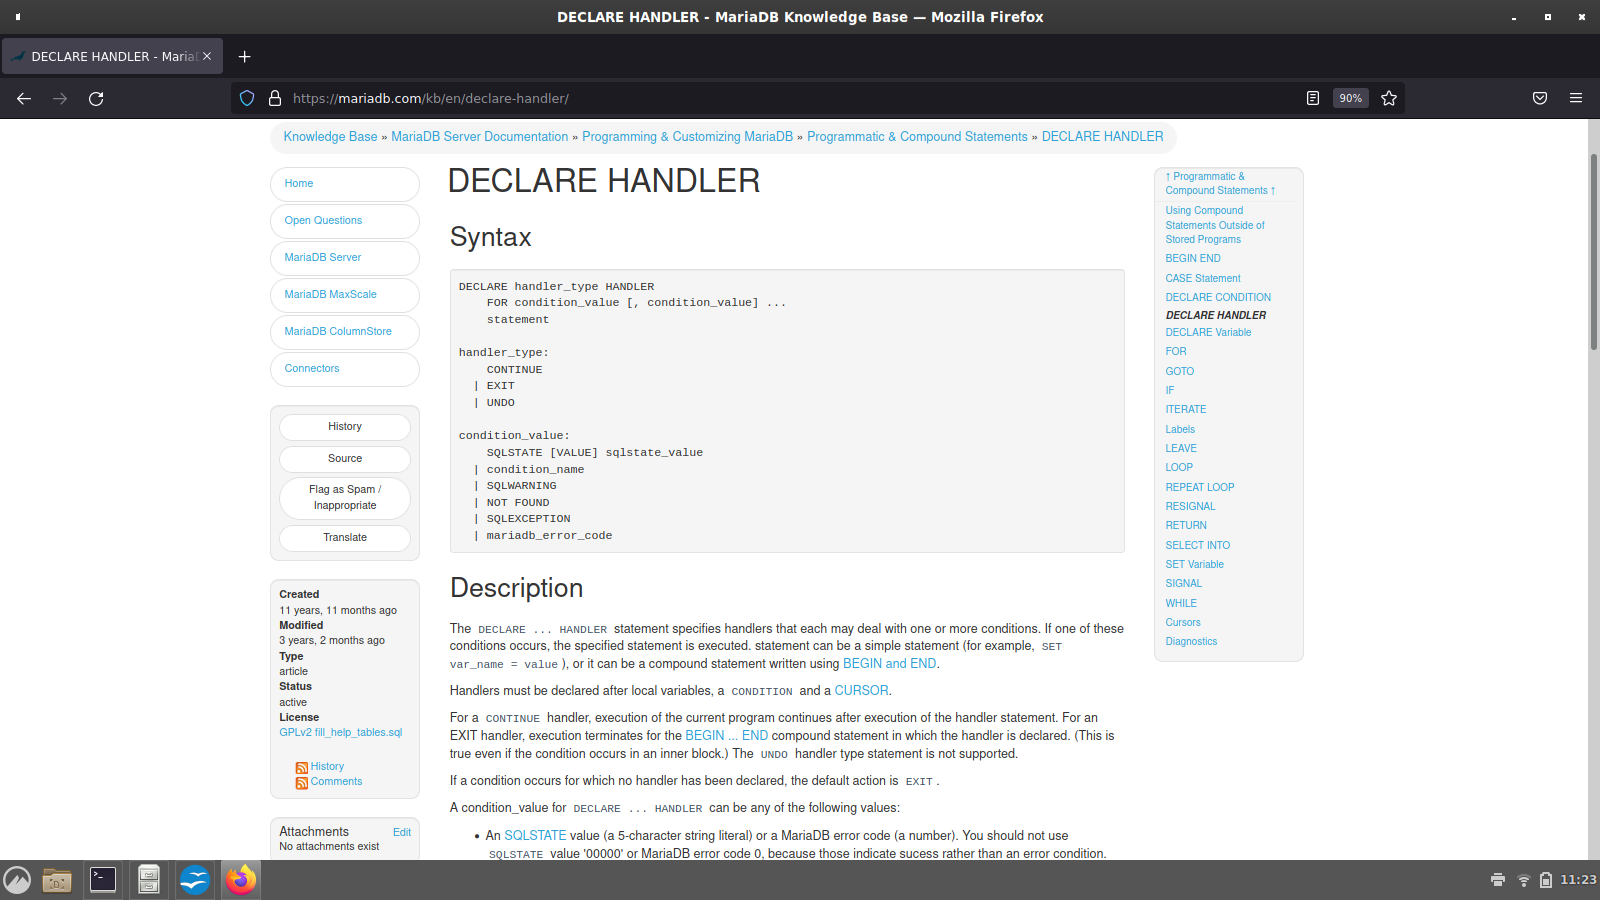 DECLARE HANDLER - MariaDB Knowledge Base — Mozilla Firefox
DECLARE HANDLER - Maria
https://mariadb.com/kb/en/declare-handler/
90%
Knowledge Base » MariaDB Server Documentation » Programming & Customizing MariaDB » Programmatic & Compound Statements » DECLARE HANDLER
Home
Open Questions
MariaDB Server
MariaDB MaxScale
MariaDB ColumnStore
Connectors
History
Source
Flag as Spam /
Inappropriate
Translate
Created
11 years, 11 months ago
Modified
3 years, 2 months ago
Type
article
Status
active
License
GPLv2 fill_help_tables.sql
History
Comments
Attachments Edit
No attachments exist
DECLARE HANDLER
Syntax
DECLARE handler_type HANDLER
FOR condition_value [, condition_value] ...
statement
handler_type:
CONTINUE
| EXIT
| UNDO
condition_value:
SQLSTATE [VALUE] sqlstate_value
| condition_name
| SQLWARNING
| NOT FOUND
| SQLEXCEPTION
| mariadb_error_code
Description
The DECLARE ... HANDLER statement specifies handlers that each may deal with one or more conditions. If one of these
conditions occurs, the specified statement is executed. statement can be a simple statement (for example, SET
var_name = value ), or it can be a compound statement written using BEGIN and END.
Handlers must be declared after local variables, a CONDITION and a CURSOR.
For a CONTINUE handler, execution of the current program continues after execution of the handler statement. For an
EXIT handler, execution terminates for the BEGIN ... END compound statement in which the handler is declared. (This is
true even if the condition occurs in an inner block.) The UNDO handler type statement is not supported.
If a condition occurs for which no handler has been declared, the default action is EXIT .
A condition_value for DECLARE ... HANDLER can be any of the following values:
• An SQLSTATE value (a 5-character string literal) or a MariaDB error code (a number). You should not use
SQLSTATE value '00000' or MariaDB error code 0, because those indicate sucess rather than an error condition.
↑ Programmatic &
Compound Statements ↑
Using Compound
Statements Outside of
Stored Programs
BEGIN END
CASE Statement
DECLARE CONDITION
DECLARE HANDLER
DECLARE Variable
FOR
GOTO
IF
ITERATE
Labels
LEAVE
LOOP
REPEAT LOOP
RESIGNAL
RETURN
SELECT INTO
SET Variable
SIGNAL
WHILE
Cursors
Diagnostics
11:23